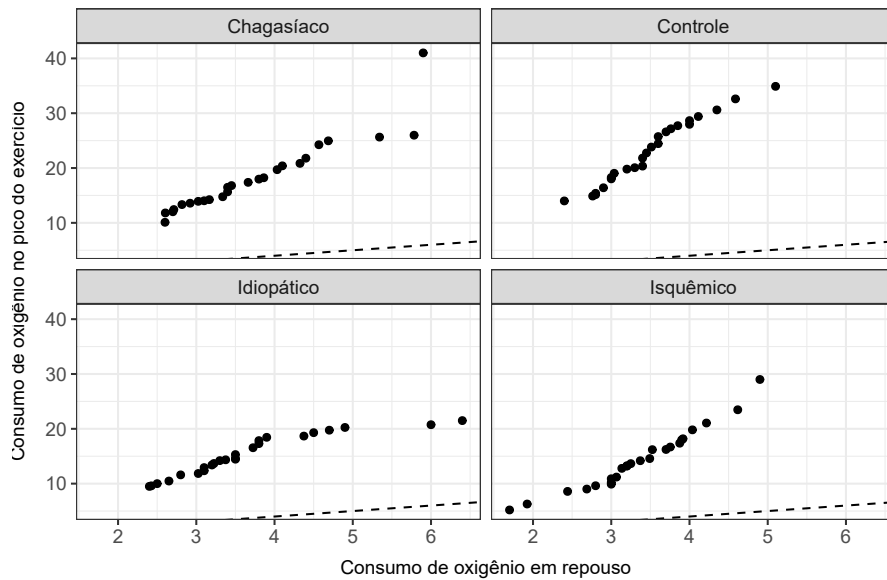 Chagasíaco
Controle
40
30
20
10
Idiopático
Isquêmico
40
30
20
10
2 3 4 5 6
2 3 4 5 6
Consumo de oxigênio no pico do exercicio
Consumo de oxigênio em repouso